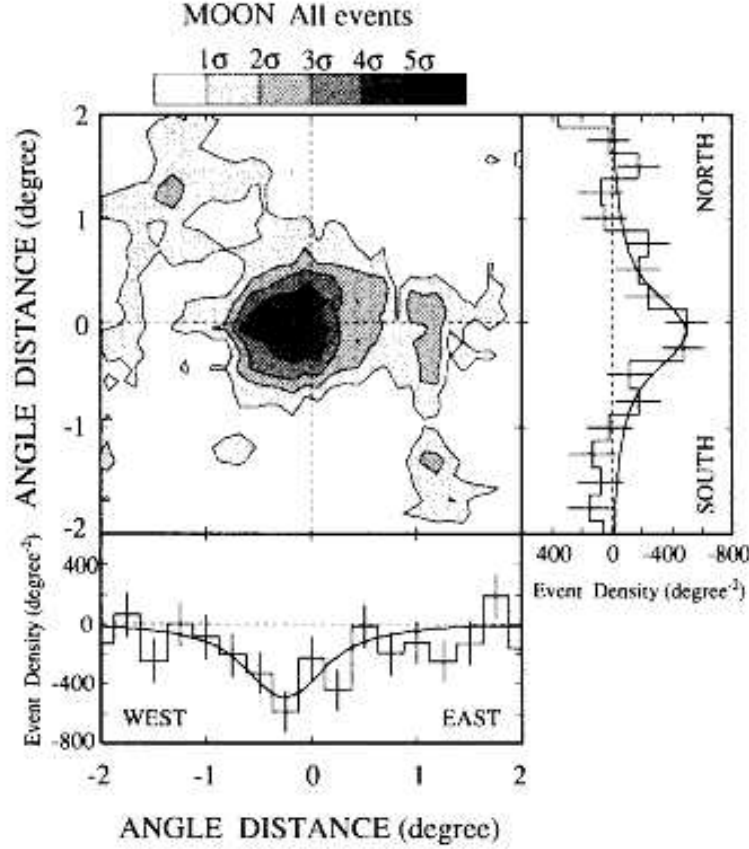 MOON All events
1σ 2σ 3σ 4σ 5σ
ANGLE DISTANCE (degree)
2
1
0
-1
-2
NORTH
SOUTH
400 0 -400 -800
Event Density (degree⁻²)
Event Density (degree⁻²)
400
0
-400
-800
WEST EAST
-2 -1 0 1 2
ANGLE DISTANCE (degree)